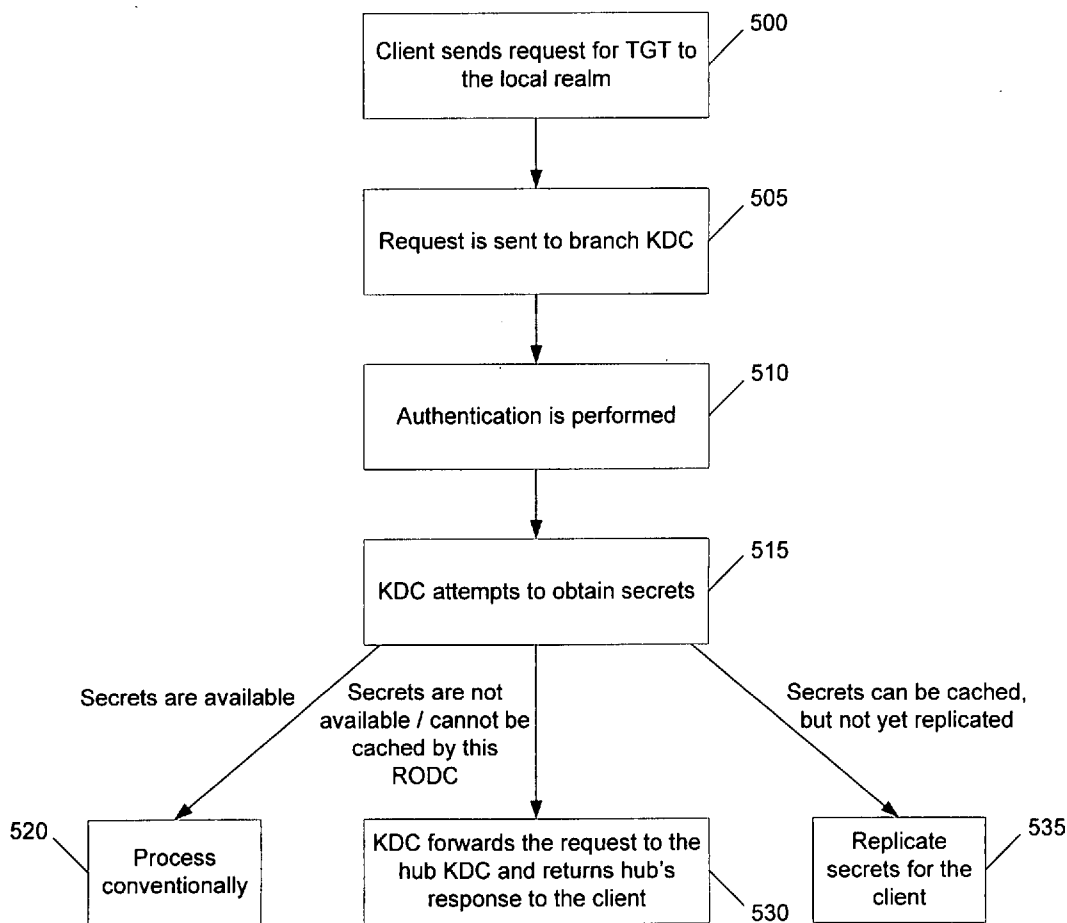 500
Client sends request for TGT to
the local realm
505
Request is sent to branch KDC
510
Authentication is performed
515
KDC attempts to obtain secrets
Secrets are available
Secrets are not
available / cannot be
cached by this
RODC
Secrets can be cached,
but not yet replicated
520
Process
conventionally
KDC forwards the request to the
hub KDC and returns hub's
response to the client
530
Replicate
secrets for the
client
535